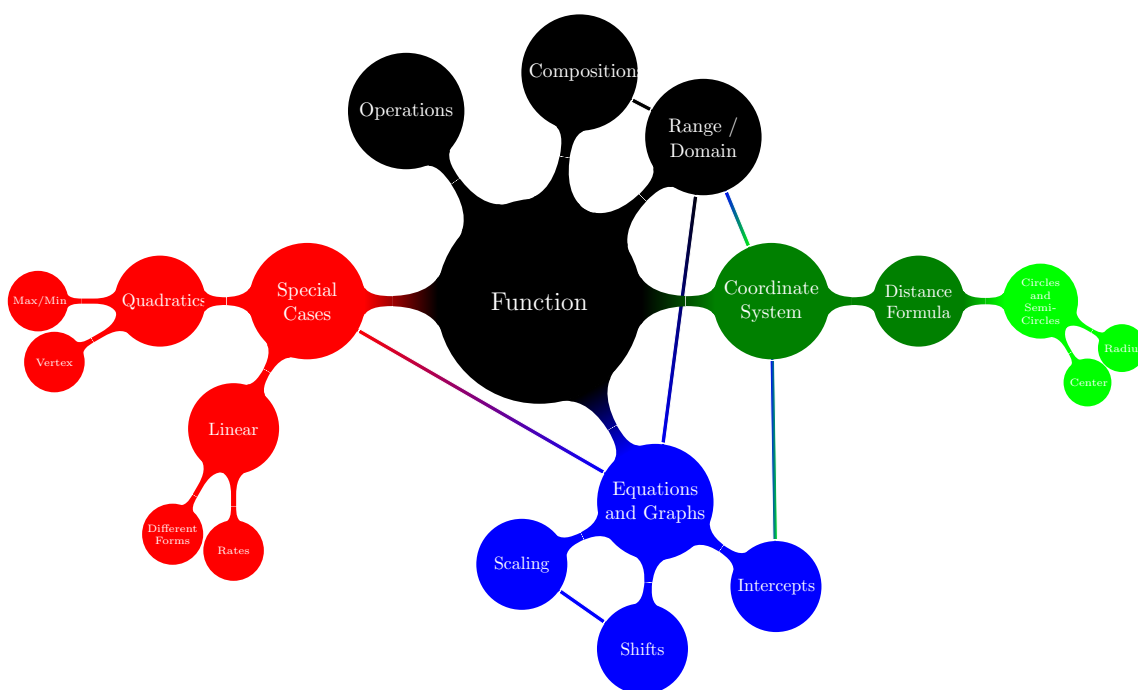 Composition
Operations
Range /
Domain
Function
Special
Cases
Quadratics
Max/Min
Vertex
Linear
Different
Forms
Rates
Coordinate
System
Distance
Formula
Circles
and
Semi-
Circles
Radiu
Center
Equations
and Graphs
Scaling
Shifts
Intercepts